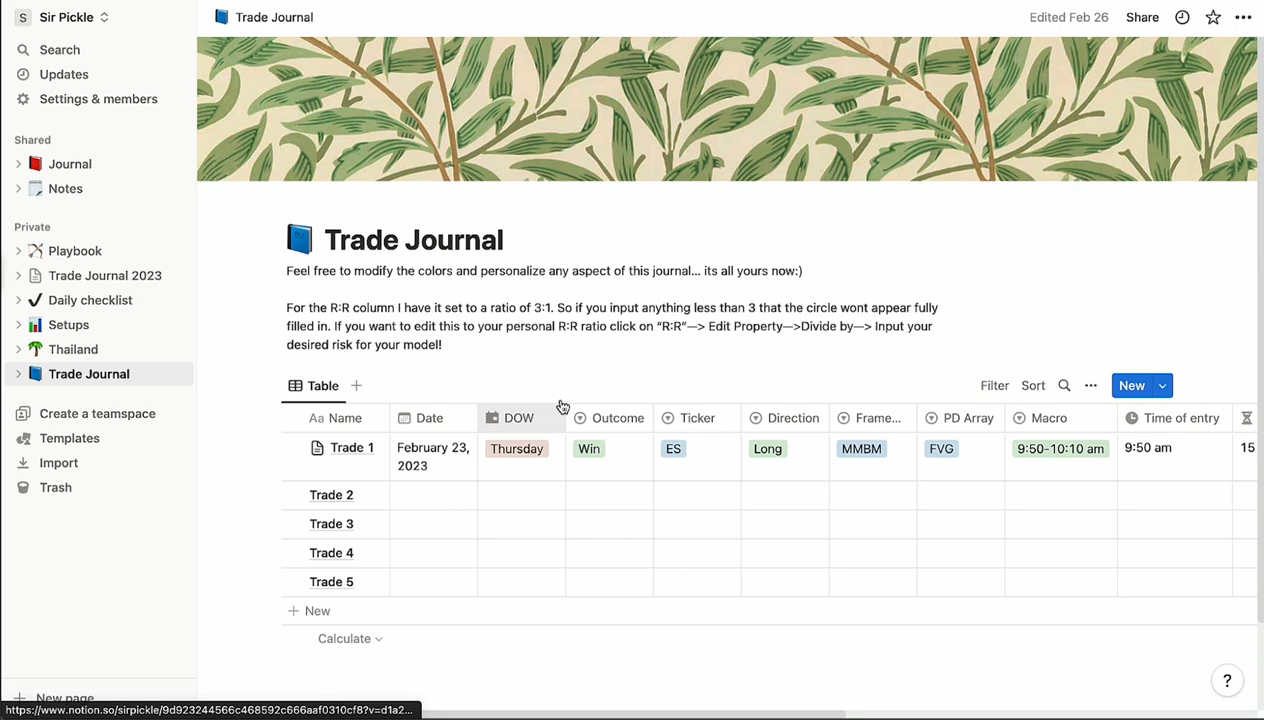 S Sir Pickle
Trade Journal
Edited Feb 26
Share
Search
Updates
Settings & members
Shared
Journal
Notes
Private
Playbook
Trade Journal 2023
Daily checklist
Setups
Thailand
Trade Journal
Create a teamspace
Templates
Import
Trash
New page
https://www.notion.so/sirpickle/9d923244566c468592c666aaf0310cf8?v=d1a2...
Trade Journal
Feel free to modify the colors and personalize any aspect of this journal... its all yours now:)
For the R:R column I have it set to a ratio of 3:1. So if you input anything less than 3 that the circle wont appear fully
filled in. If you want to edit this to your personal R:R ratio click on “R:R”—> Edit Property—>Divide by—> Input your
desired risk for your model!
Table
Filter Sort New
Aa Name Date DOW Outcome Ticker Direction Frame... PD Array Macro Time of entry
Trade 1 February 23, Thursday Win ES Long MMBM FVG 9:50-10:10 am 9:50 am 15
2023
Trade 2
Trade 3
Trade 4
Trade 5
New
Calculate
?